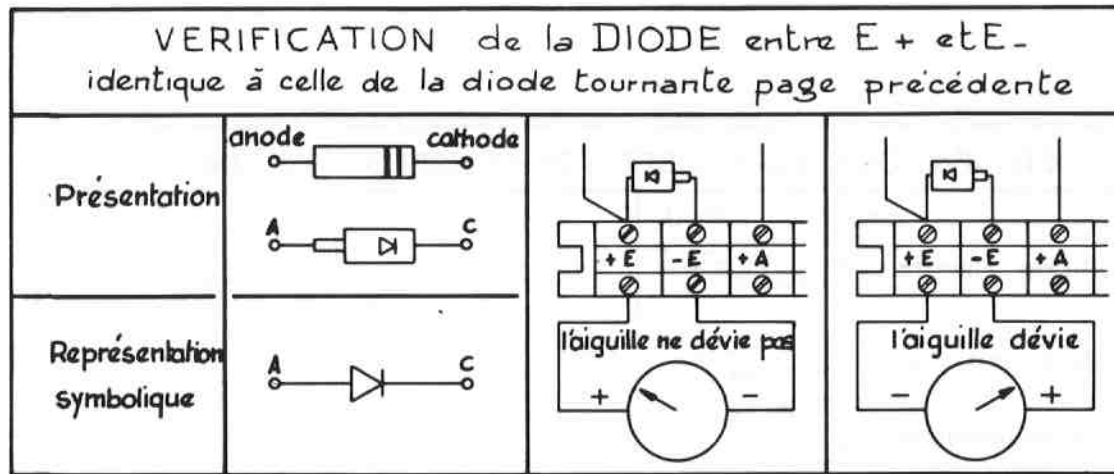 VERIFICATION de la DIODE entre E + et E -
identique à celle de la diode tournante page précédente
Présentation
anode cathode
A C
Représentation
symbolique
A C
+ E - E + A
l'aiguille ne dévie pas
+ -
+ E - E + A
l'aiguille dévie
- +